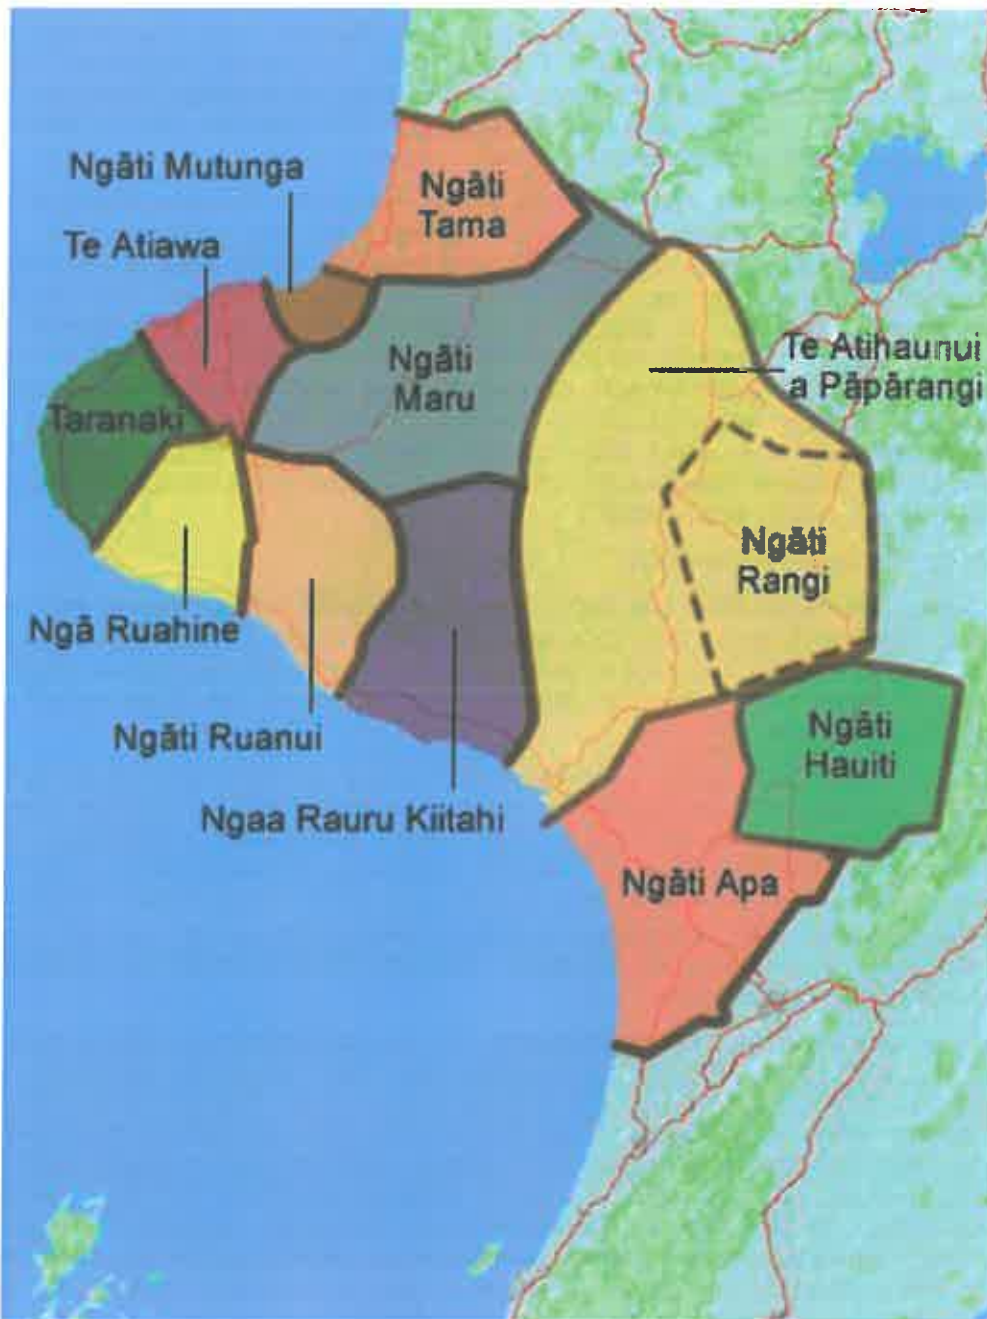 Ngāti Mutunga
Ngāti
Tama
Te Atiawa
Te Atihaunui
a Pāpārangi
Ngāti
Maru
Taranaki
Ngāti
Rangi
Ngā Ruahine
Ngāti Ruanui
Ngāti
Hauiti
Ngaa Rauru Kiitahi
Ngāti Apa